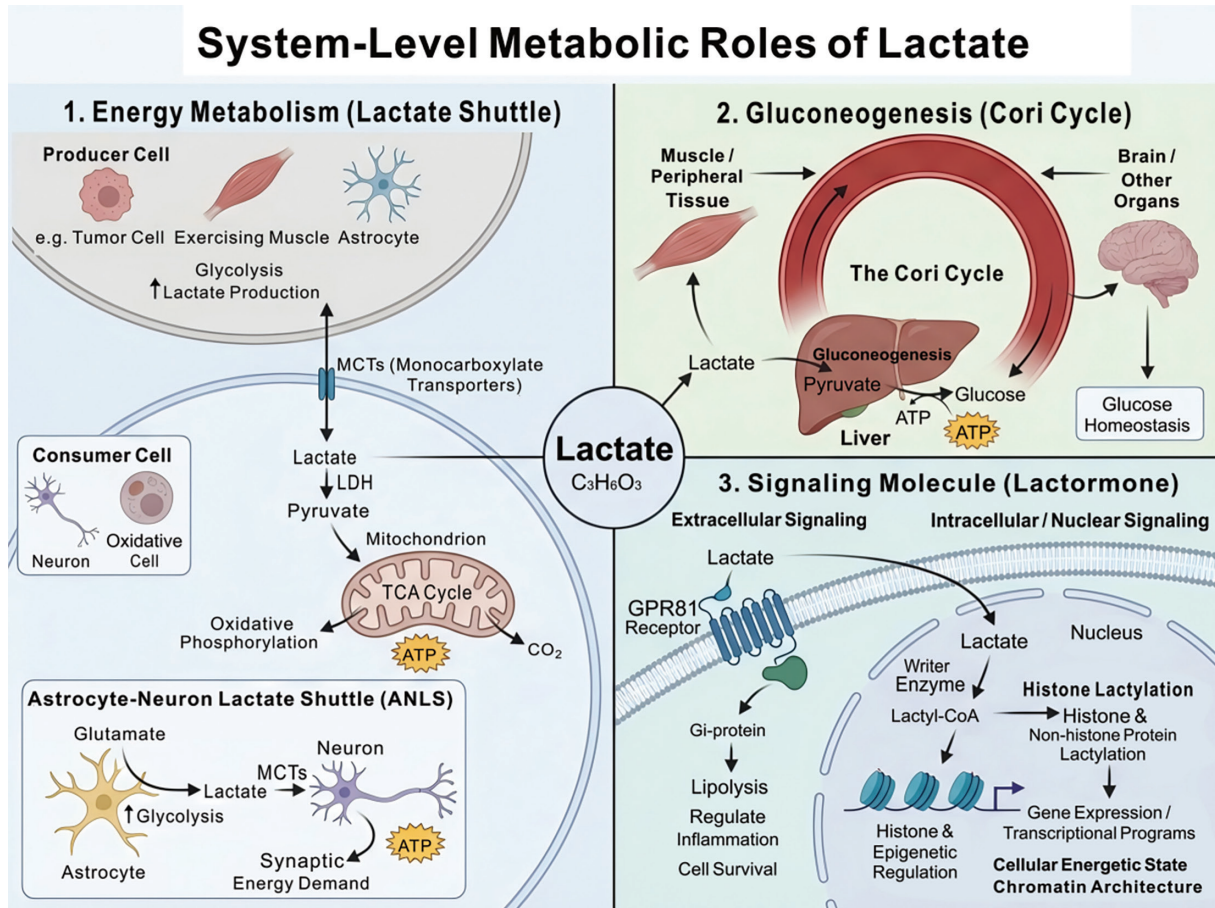 System-Level Metabolic Roles of Lactate
1. Energy Metabolism (Lactate Shuttle)
Producer Cell
e.g. Tumor Cell
Exercising Muscle
Astrocyte
Glycolysis
↑ Lactate Production
MCTs (Monocarboxylate
Transporters)
Consumer Cell
Neuron
Oxidative
Cell
Lactate
LDH
Pyruvate
Mitochondrion
TCA Cycle
Oxidative
Phosphorylation
ATP
CO₂
Astrocyte-Neuron Lactate Shuttle (ANLS)
Glutamate
Neuron
MCTs
Lactate
↑ Glycolysis
ATP
Astrocyte
Synaptic
Energy Demand
Lactate
C₃H₆O₃
2. Gluconeogenesis (Cori Cycle)
Muscle /
Peripheral
Tissue
Brain /
Other
Organs
The Cori Cycle
Lactate
Gluconeogenesis
Pyruvate
Glucose
ATP
ATP
Liver
Glucose
Homeostasis
3. Signaling Molecule (Lactormone)
Extracellular Signaling
Intracellular / Nuclear Signaling
Lactate
GPR81
Receptor
Gi-protein
Lipolysis
Regulate
Inflammation
Cell Survival
Lactate
Nucleus
Writer
Enzyme
Lactyl-CoA
Histone Lactylation
Histone &
Non-histone Protein
Lactylation
Histone &
Epigenetic
Regulation
Gene Expression /
Transcriptional Programs
Cellular Energetic State
Chromatin Architecture